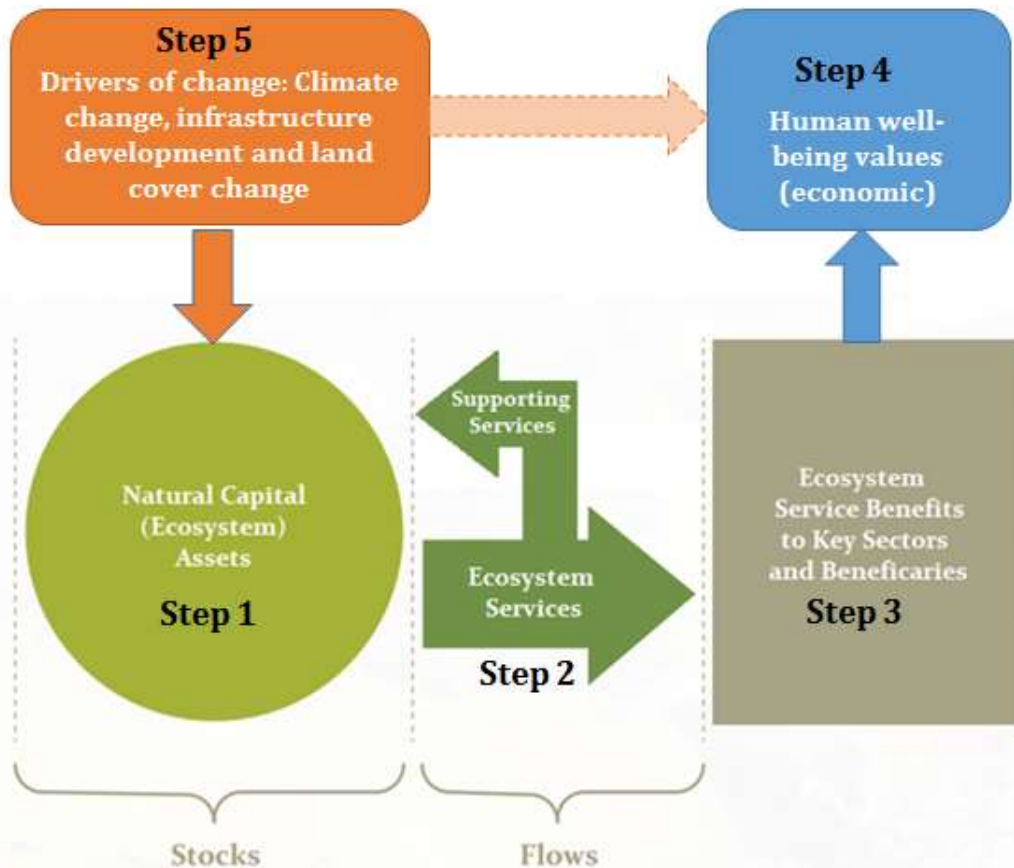 Step 5
Drivers of change: Climate
change, infrastructure
development and land
cover change
Step 4
Human well-
being values
(economic)
Natural Capital
(Ecosystem)
Assets
Step 1
Supporting
Services
Ecosystem
Services
Step 2
Ecosystem
Service Benefits
to Key Sectors
and Beneficaries
Step 3
Stocks
Flows